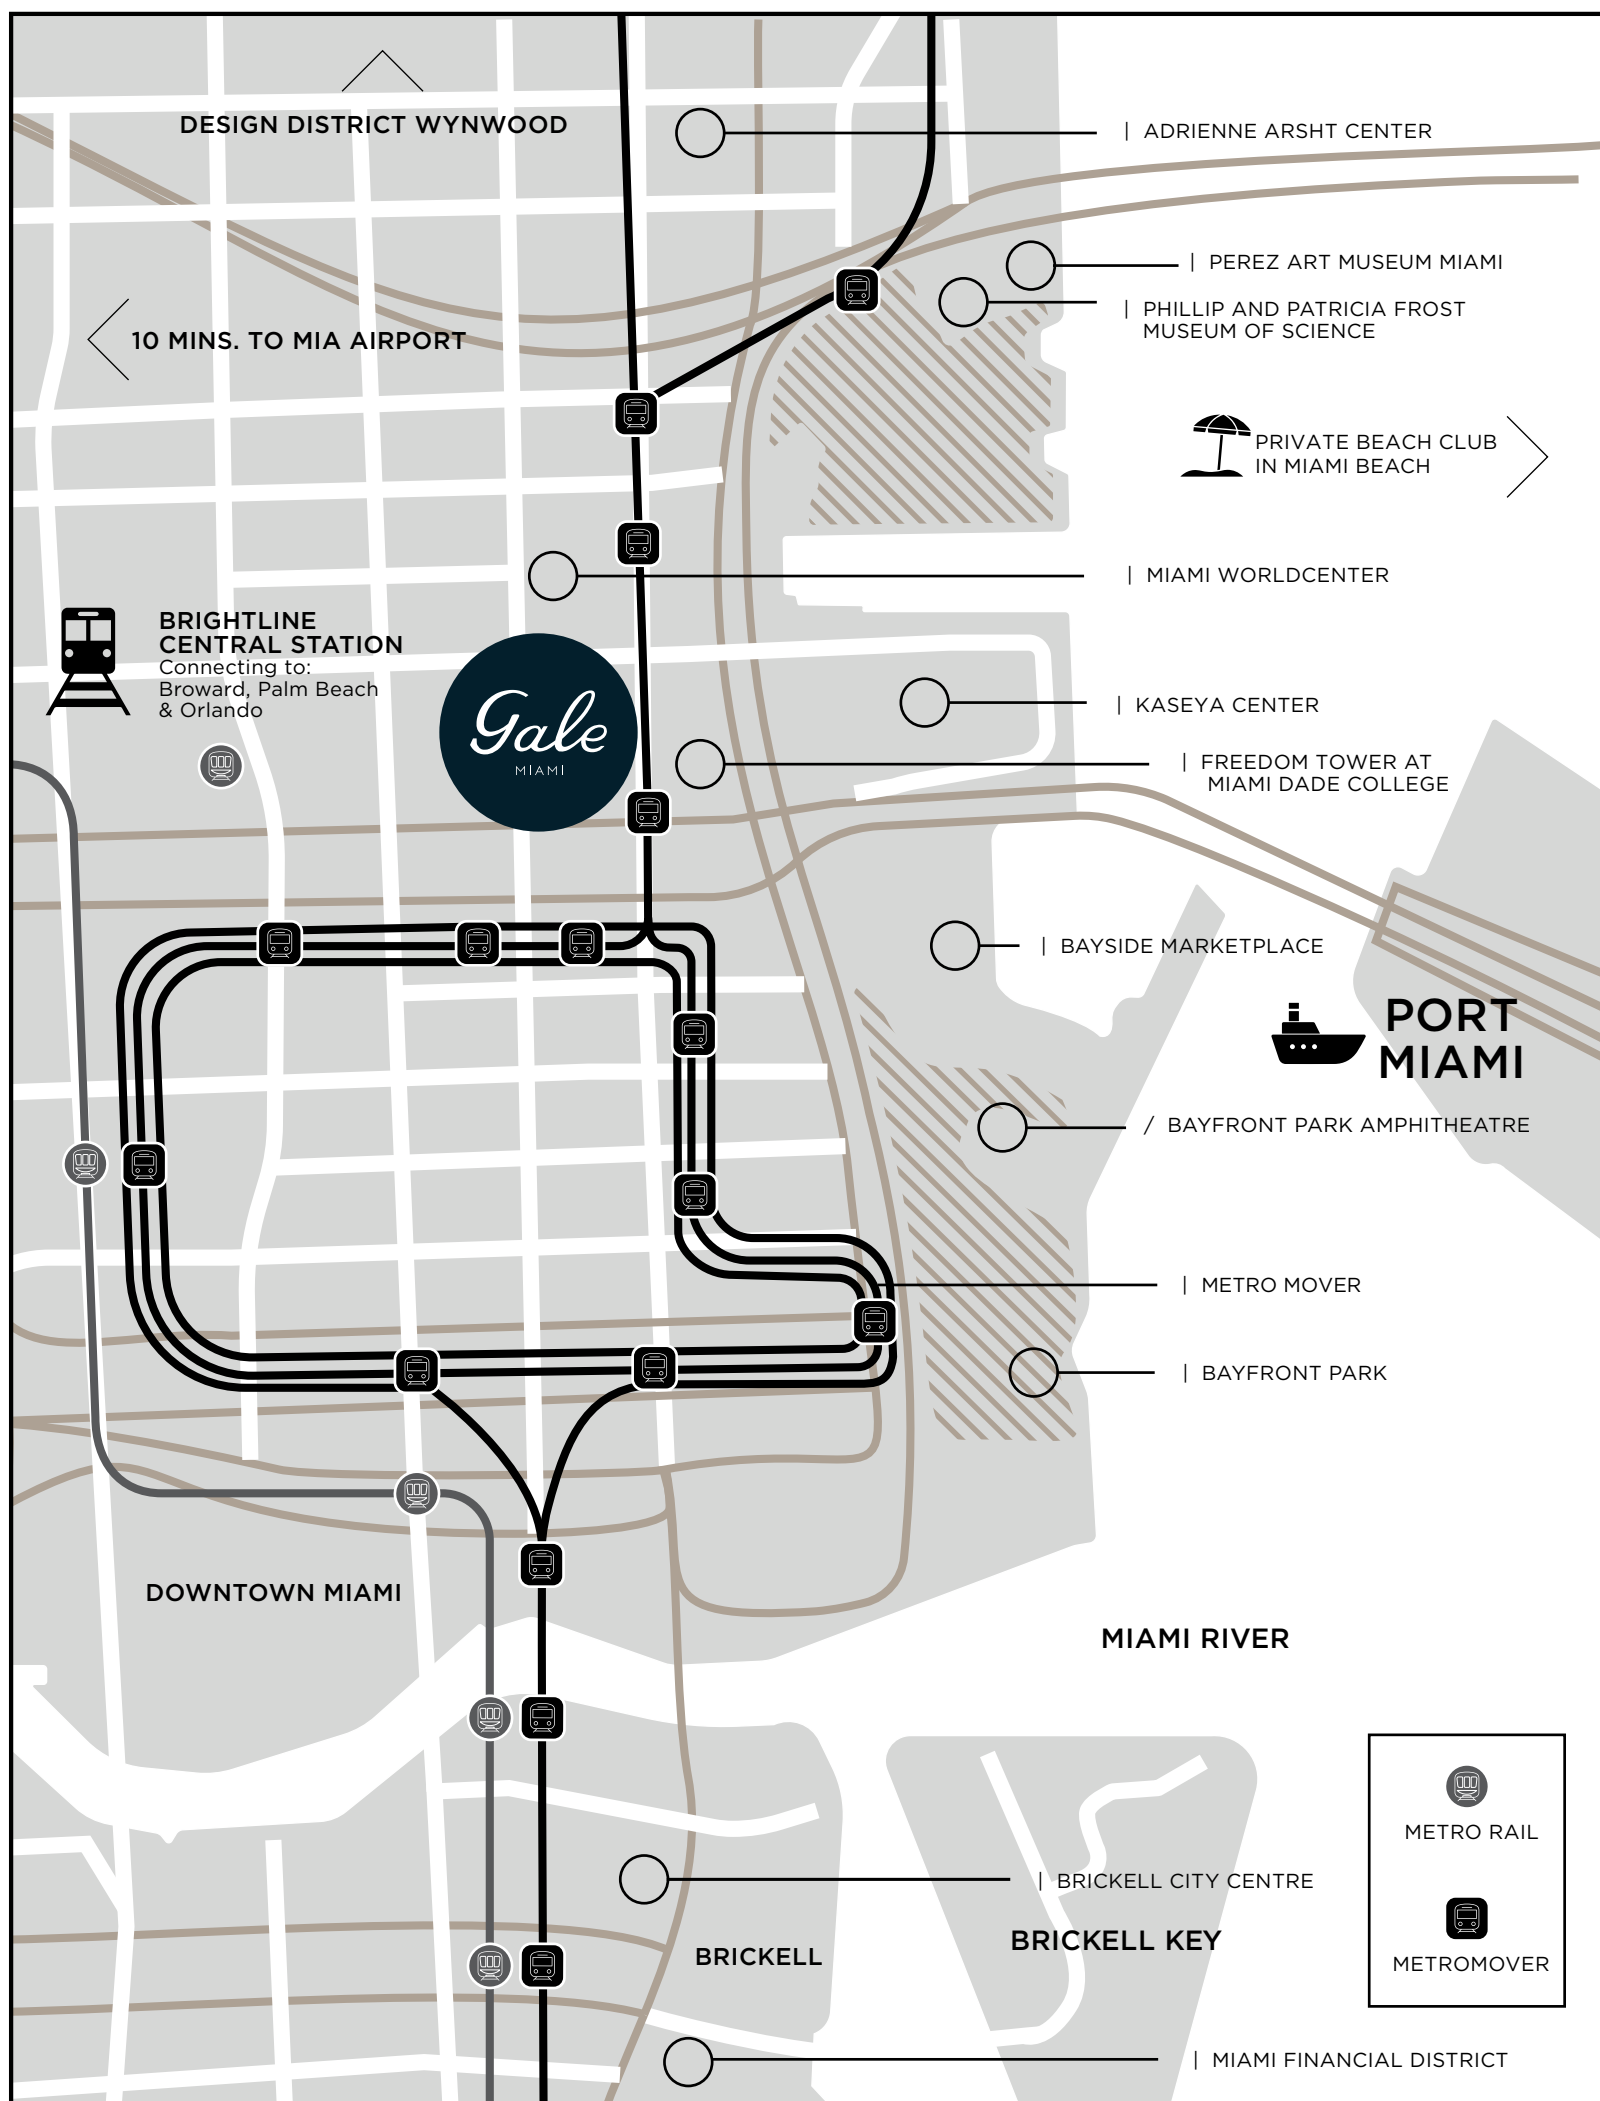 DESIGN DISTRICT WYNWOOD
| ADRIENNE ARSHT CENTER
| PEREZ ART MUSEUM MIAMI
| PHILLIP AND PATRICIA FROST
MUSEUM OF SCIENCE
10 MINS. TO MIA AIRPORT
PRIVATE BEACH CLUB
IN MIAMI BEACH
| MIAMI WORLDCENTER
BRIGHTLINE
CENTRAL STATION
Connecting to:
Broward, Palm Beach
& Orlando
Gale
MIAMI
| KASEYA CENTER
| FREEDOM TOWER AT
MIAMI DADE COLLEGE
| BAYSIDE MARKETPLACE
PORT
MIAMI
/ BAYFRONT PARK AMPHITHEATRE
| METRO MOVER
| BAYFRONT PARK
DOWNTOWN MIAMI
MIAMI RIVER
METRO RAIL
| BRICKELL CITY CENTRE
BRICKELL KEY
BRICKELL
METROMOVER
| MIAMI FINANCIAL DISTRICT